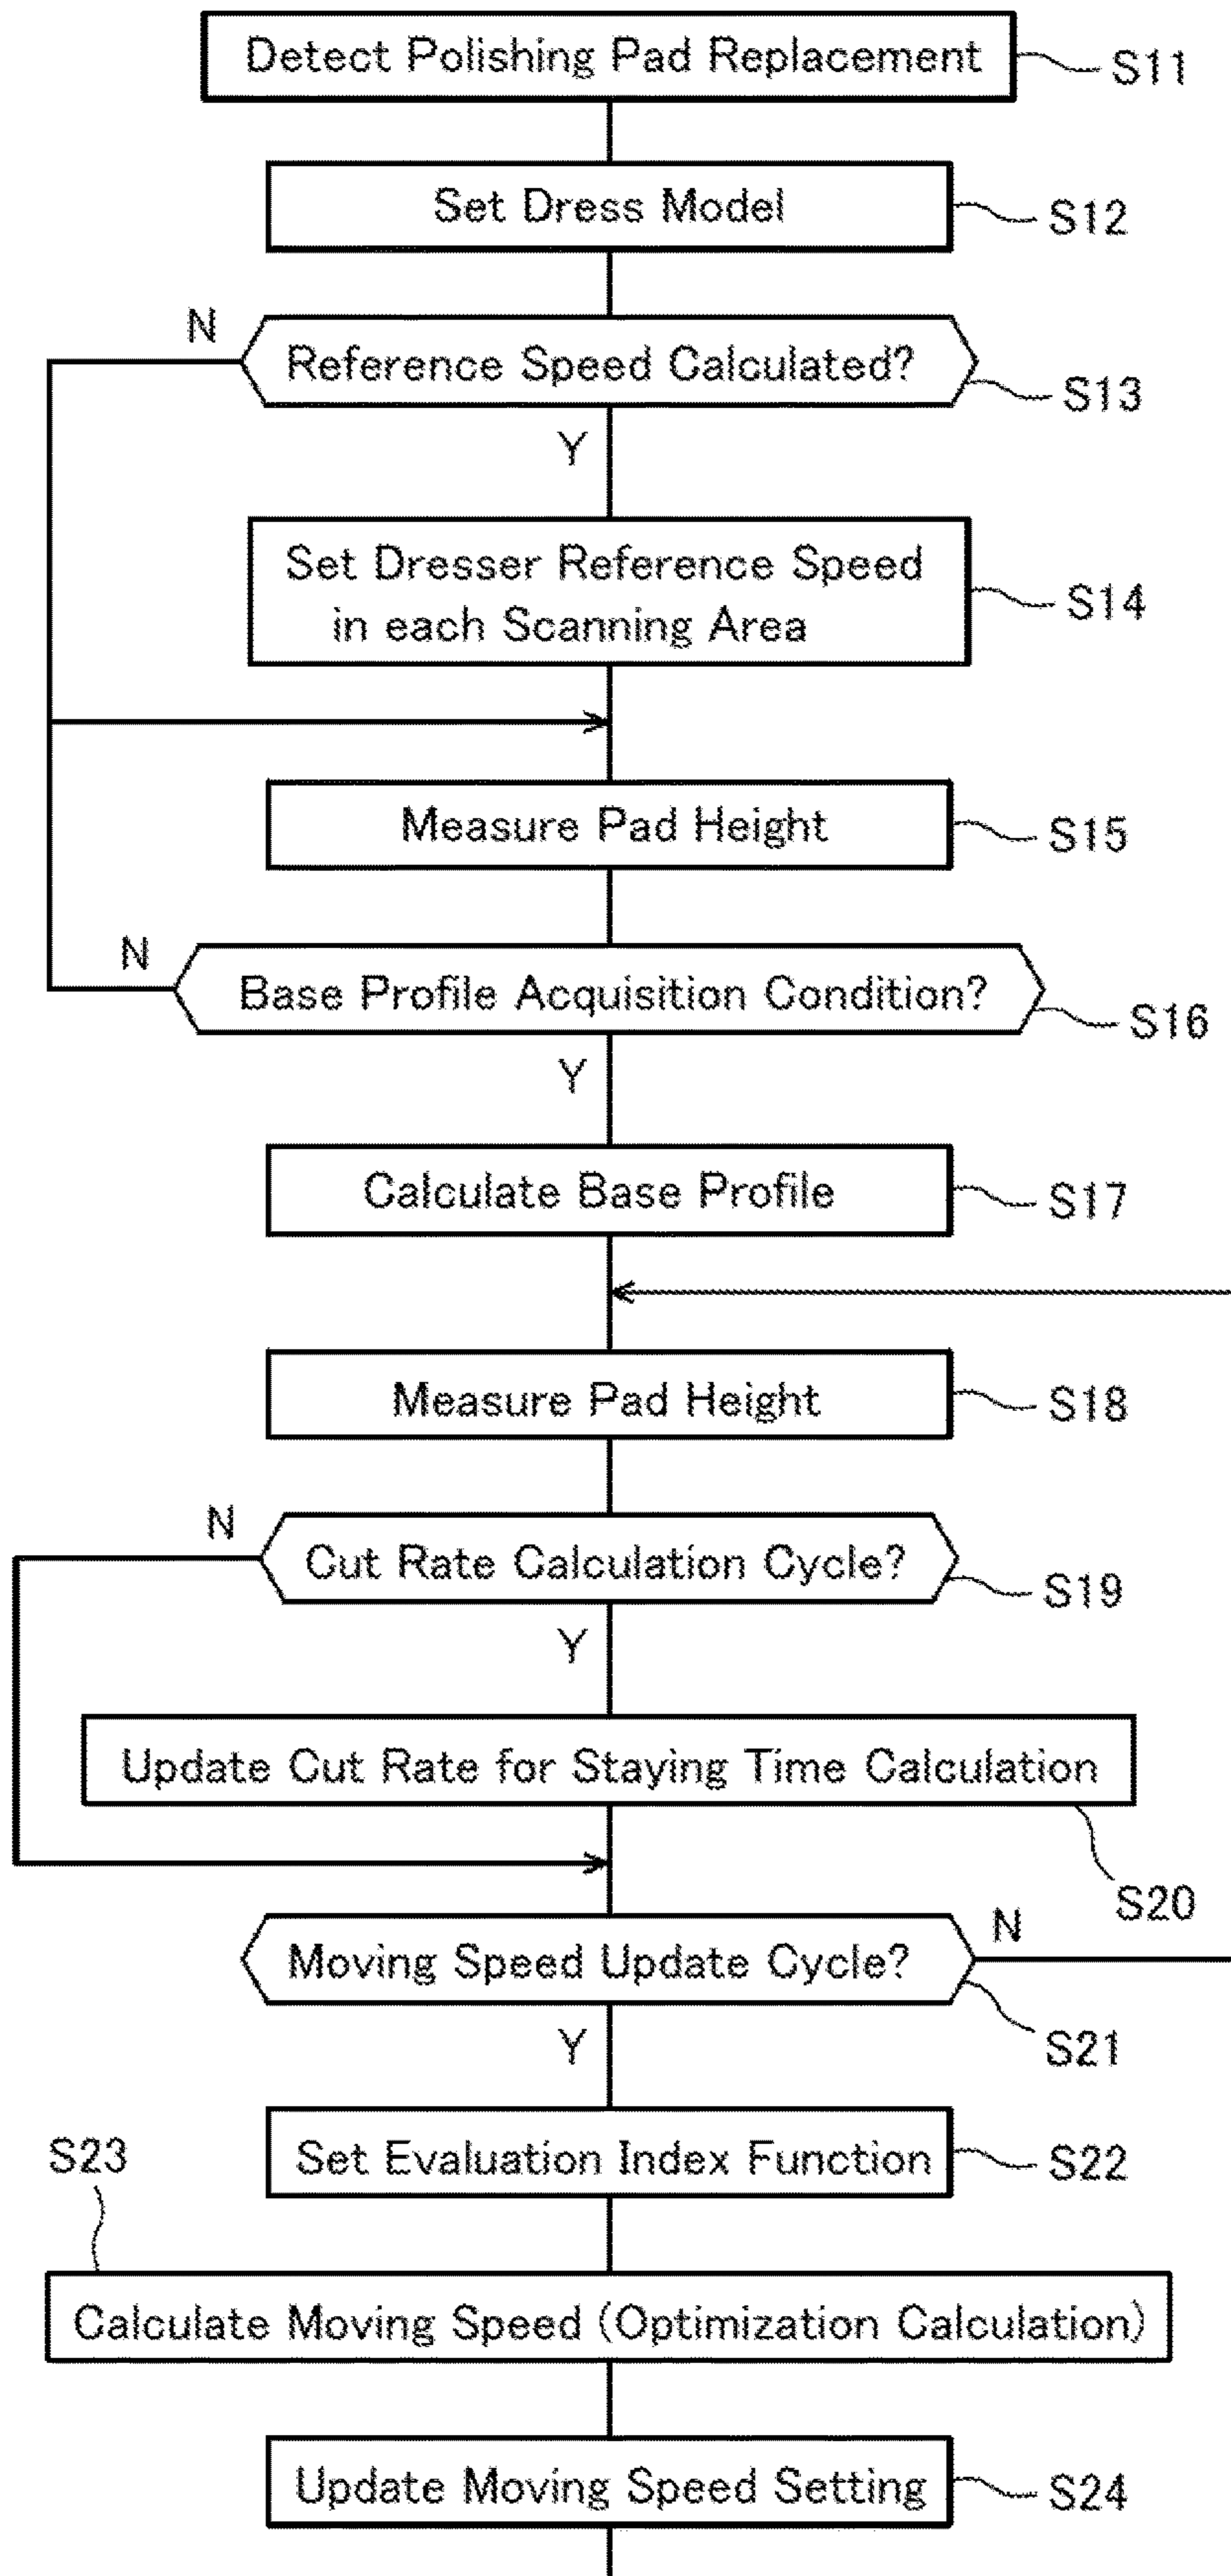 Detect Polishing Pad Replacement
S11
Set Dress Model
S12
N
Reference Speed Calculated?
S13
Y
Set Dresser Reference Speed
in each Scanning Area
S14
Measure Pad Height
S15
N
Base Profile Acquisition Condition?
S16
Y
Calculate Base Profile
S17
Measure Pad Height
S18
N
Cut Rate Calculation Cycle?
S19
Y
Update Cut Rate for Staying Time Calculation
S20
N
Moving Speed Update Cycle?
S21
Y
Set Evaluation Index Function
S22
S23
Calculate Moving Speed (Optimization Calculation)
Update Moving Speed Setting
S24